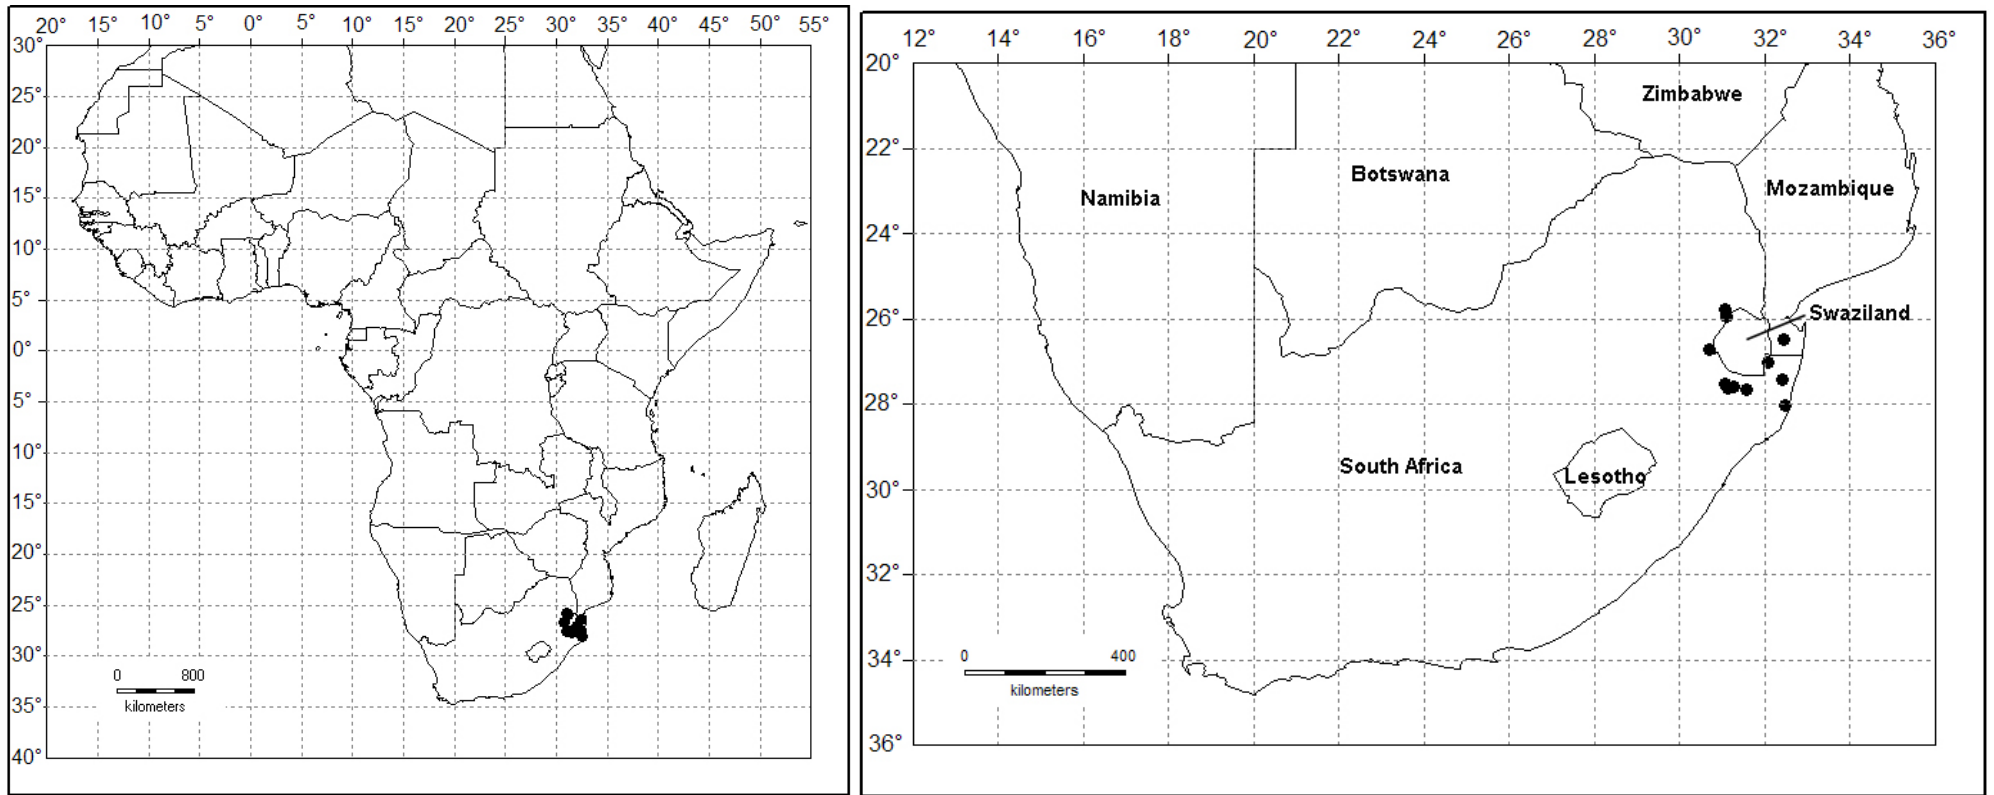 20° 15° 10° 5° 0° 5° 10° 15° 20° 25° 30° 35° 40° 45° 50° 55°
30°
25°
20°
15°
10°
5°
0°
5°
10°
15°
20°
25°
30°
35°
40°
0 800
kilometers
12° 14° 16° 18° 20° 22° 24° 26° 28° 30° 32° 34° 36°
20°
22°
24°
26°
28°
30°
32°
34°
36°
Zimbabwe
Botswana
Mozambique
Namibia
Swaziland
South Africa
Lesotho
0 400
kilometers